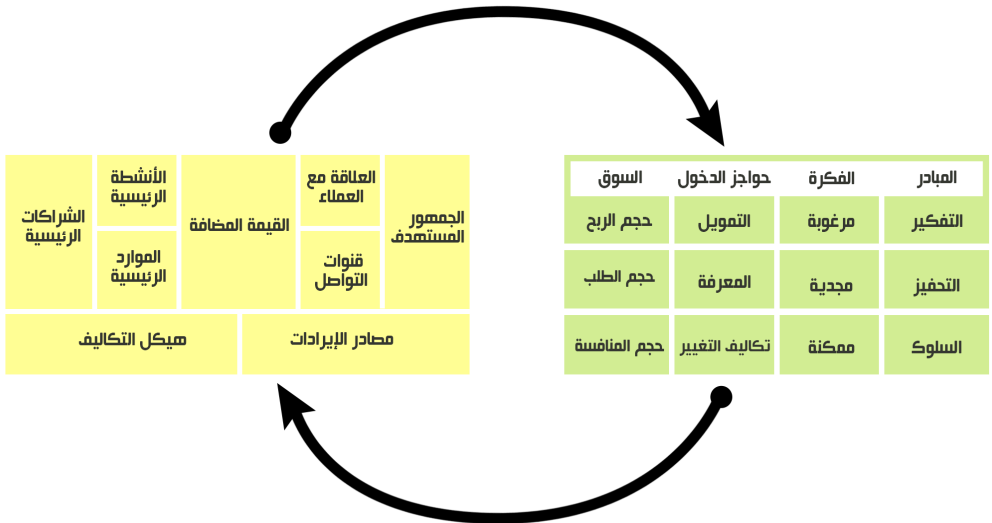 المبادر
الفكرة
حواجز الدخول
السوق
التفكير
مرغوبة
التمويل
حجم الربح
التحفيز
مجدية
المعرفة
حجم الطلب
السلوك
ممكنة
تكاليف التغيير
حجم المنافسة
الجمهور
المستهدف
العلاقة مع
العملاء
قنوات
التواصل
القيمة المضافة
الأنشطة
الرئيسية
الموارد
الرئيسية
الشراكات
الرئيسية
مصادر الإيرادات
هيكل التكاليف